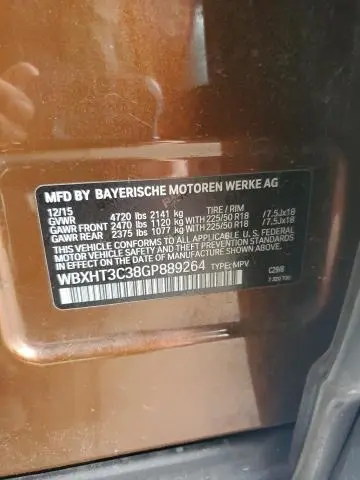 MFD BY BAYERISCHE MOTOREN WERKE AG
12/15 TIRE / RIM
GVWR 4720 lbs 2141 kg
GAWR FRONT 2470 lbs 1120 kg WITH 225/50 R18 /7.5Jx18
GAWR REAR 2375 lbs 1077 kg WITH 225/50 R18 /7.5Jx18
THIS VEHICLE CONFORMS TO ALL APPLICABLE U. S. FEDERAL
MOTOR VEHICLE SAFETY STANDARDS IN EFFECT
ON THE DATE OF MANUFACTURE SHOWN ABOVE.
WBXHT3C38GP889264 TYPE: MPV